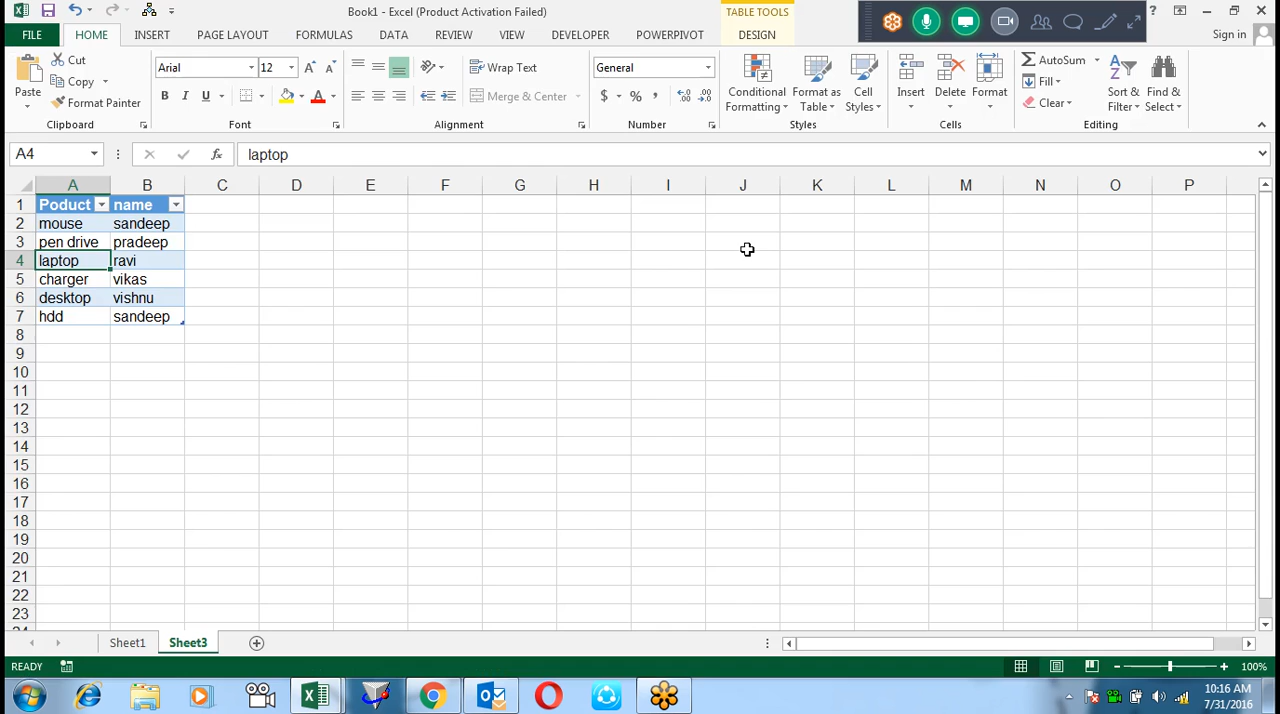 Book1 - Excel (Product Activation Failed)
TABLE TOOLS
?
FILE
HOME
INSERT
PAGE LAYOUT
FORMULAS
DATA
REVIEW
VIEW
DEVELOPER
POWERPIVOT
DESIGN
Sign in
Paste
Cut
Copy
Format Painter
Clipboard
Arial
12
B I U
Font
Wrap Text
Merge & Center
Alignment
General
$ % ,
Number
Conditional
Formatting
Format as
Table
Cell
Styles
Styles
Insert
Delete
Format
Cells
AutoSum
Fill
Clear
Sort &
Filter
Find &
Select
Editing
A4
fx
laptop
A B C D E F G H I J K L M N O P
1 Poduct name
2 mouse sandeep
3 pen drive pradeep
4 laptop ravi
5 charger vikas
6 desktop vishnu
7 hdd sandeep
8
9
10
11
12
13
14
15
16
17
18
19
20
21
22
23
Sheet1
Sheet3
READY
100%
10:16 AM
7/31/2016